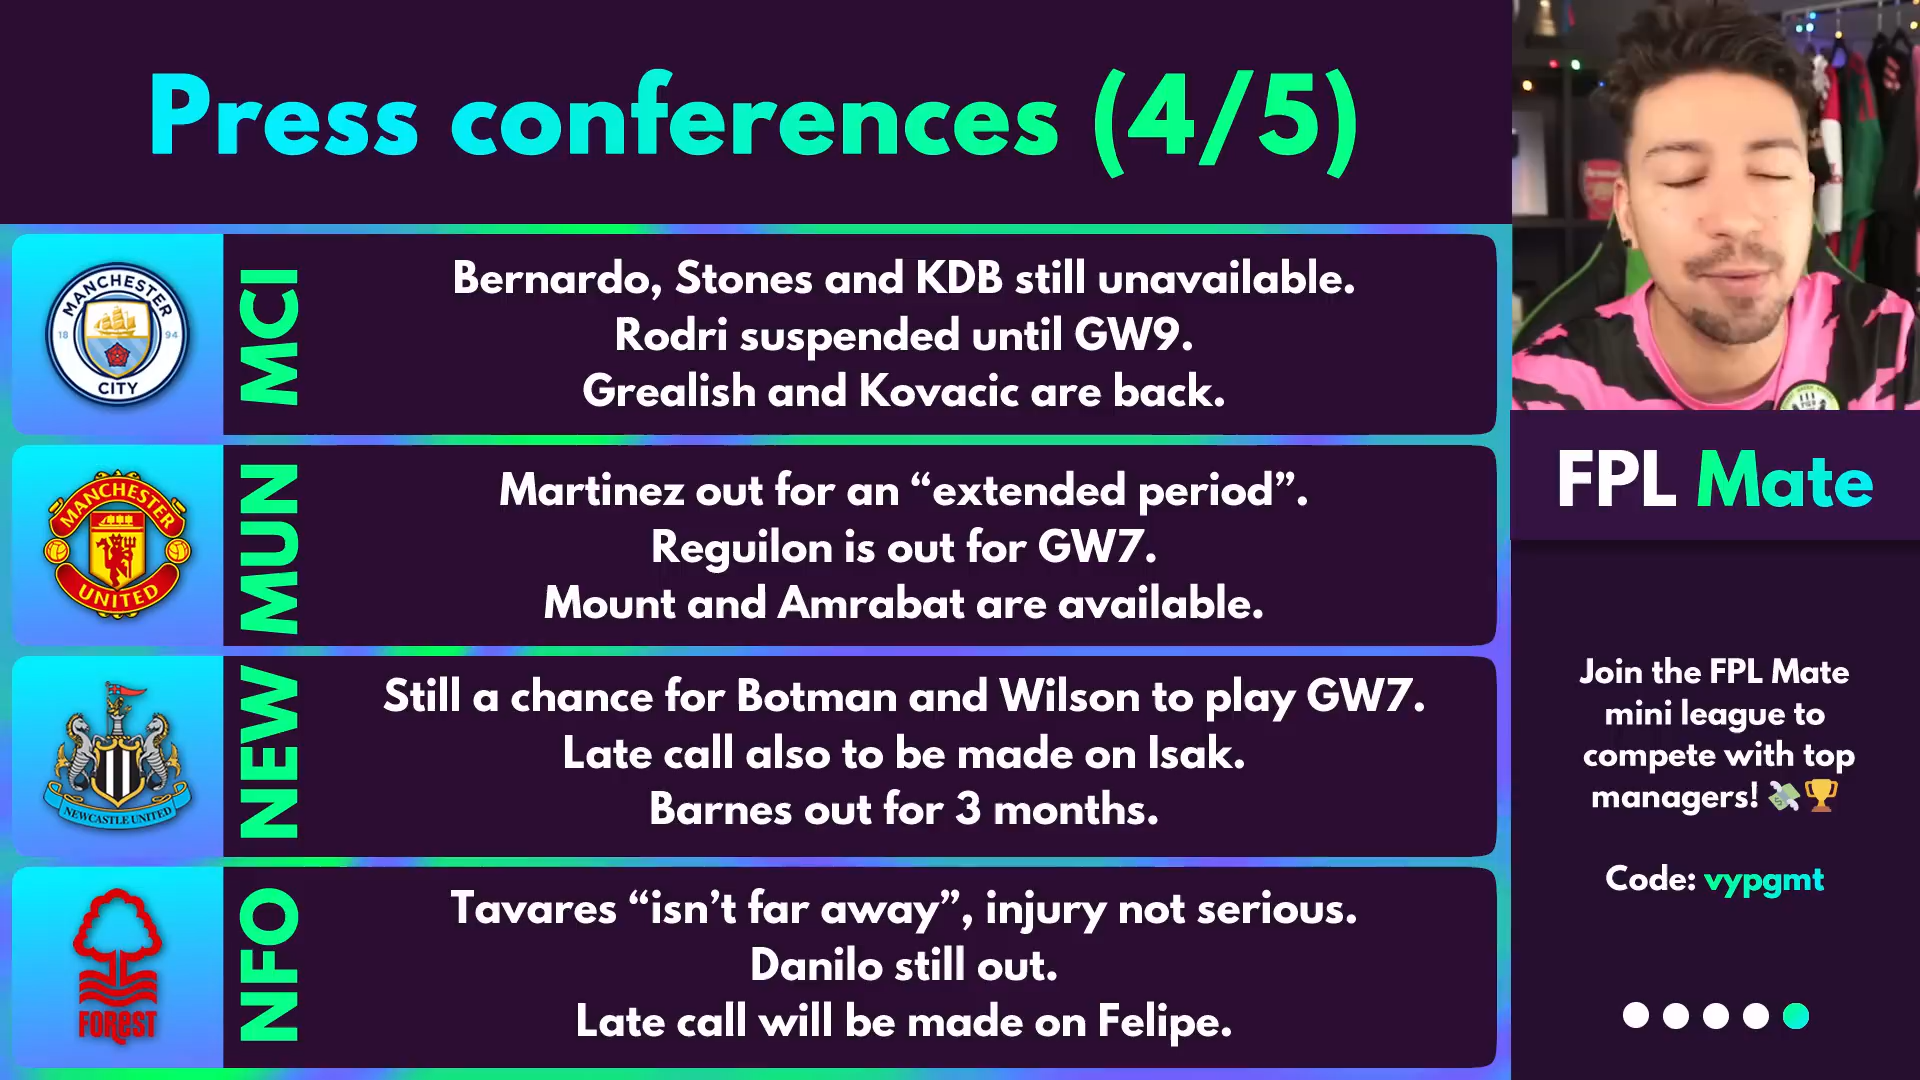 Press conferences (4/5)
MANCHESTER
18 94
CITY
MCI
Bernardo, Stones and KDB still unavailable.
Rodri suspended until GW9.
Grealish and Kovacic are back.
MANCHESTER
UNITED
MUN
Martinez out for an “extended period”.
Reguilon is out for GW7.
Mount and Amrabat are available.
NEWCASTLE UNITED
NEW
Still a chance for Botman and Wilson to play GW7.
Late call also to be made on Isak.
Barnes out for 3 months.
FOREST
NFO
Tavares “isn’t far away”, injury not serious.
Danilo still out.
Late call will be made on Felipe.
FPL Mate
Join the FPL Mate
mini league to
compete with top
managers! 💸🏆
Code: vypgmt